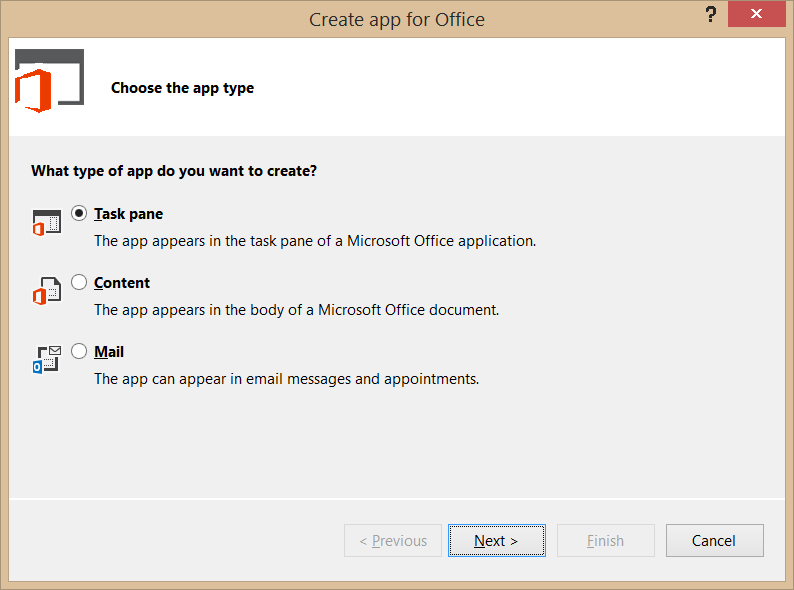 Create app for Office
?
Choose the app type
What type of app do you want to create?
Task pane
The app appears in the task pane of a Microsoft Office application.
Content
The app appears in the body of a Microsoft Office document.
Mail
The app can appear in email messages and appointments.
< Previous Next > Finish Cancel